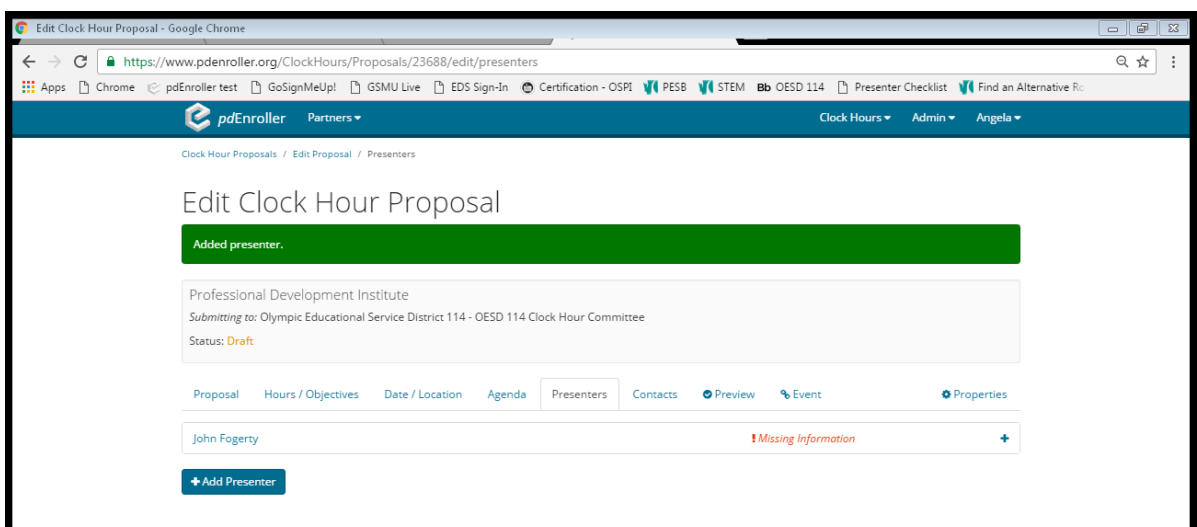 Edit Clock Hour Proposal - Google Chrome
https://www.pdenroller.org/ClockHours/Proposals/23688/edit/presenters
Apps Chrome pdEnroller test GoSignMeUp! GSMU Live EDS Sign-In Certification - OSPI PESB STEM Bb OESD 114 Presenter Checklist Find an Alternative Ro
pdEnroller Partners Clock Hours Admin Angela
Clock Hour Proposals / Edit Proposal / Presenters
Edit Clock Hour Proposal
Added presenter.
Professional Development Institute
Submitting to: Olympic Educational Service District 114 - OESD 114 Clock Hour Committee
Status: Draft
Proposal Hours / Objectives Date / Location Agenda Presenters Contacts Preview Event Properties
John Fogerty ! Missing Information +
+ Add Presenter